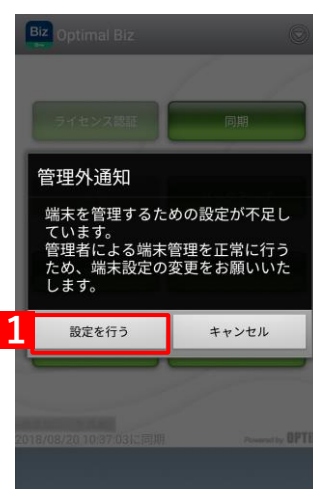 Biz
Optimal Biz
ライセンス認証
同期
管理外通知
端末を管理するための設定が不足し
ています。
管理者による端末管理を正常に行う
ため、端末設定の変更をお願いいた
します。
1
設定を行う
キャンセル
2018/08/20 10:37:03に同期
Powered by OPTi